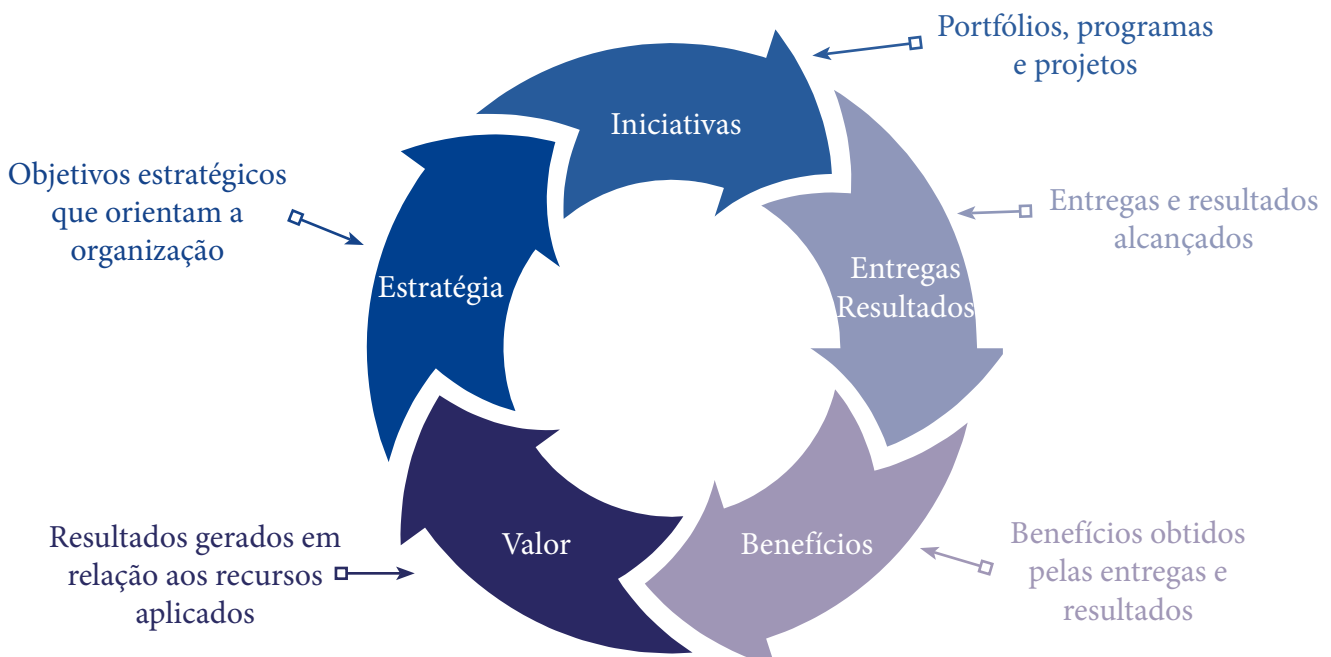 Portfólios, programas
e projetos
Iniciativas
Objetivos estratégicos
que orientam a
organização
Entregas e resultados
alcançados
Estratégia
Entregas
Resultados
Valor
Benefícios
Resultados gerados em
relação aos recursos
aplicados
Benefícios obtidos
pelas entregas e
resultados